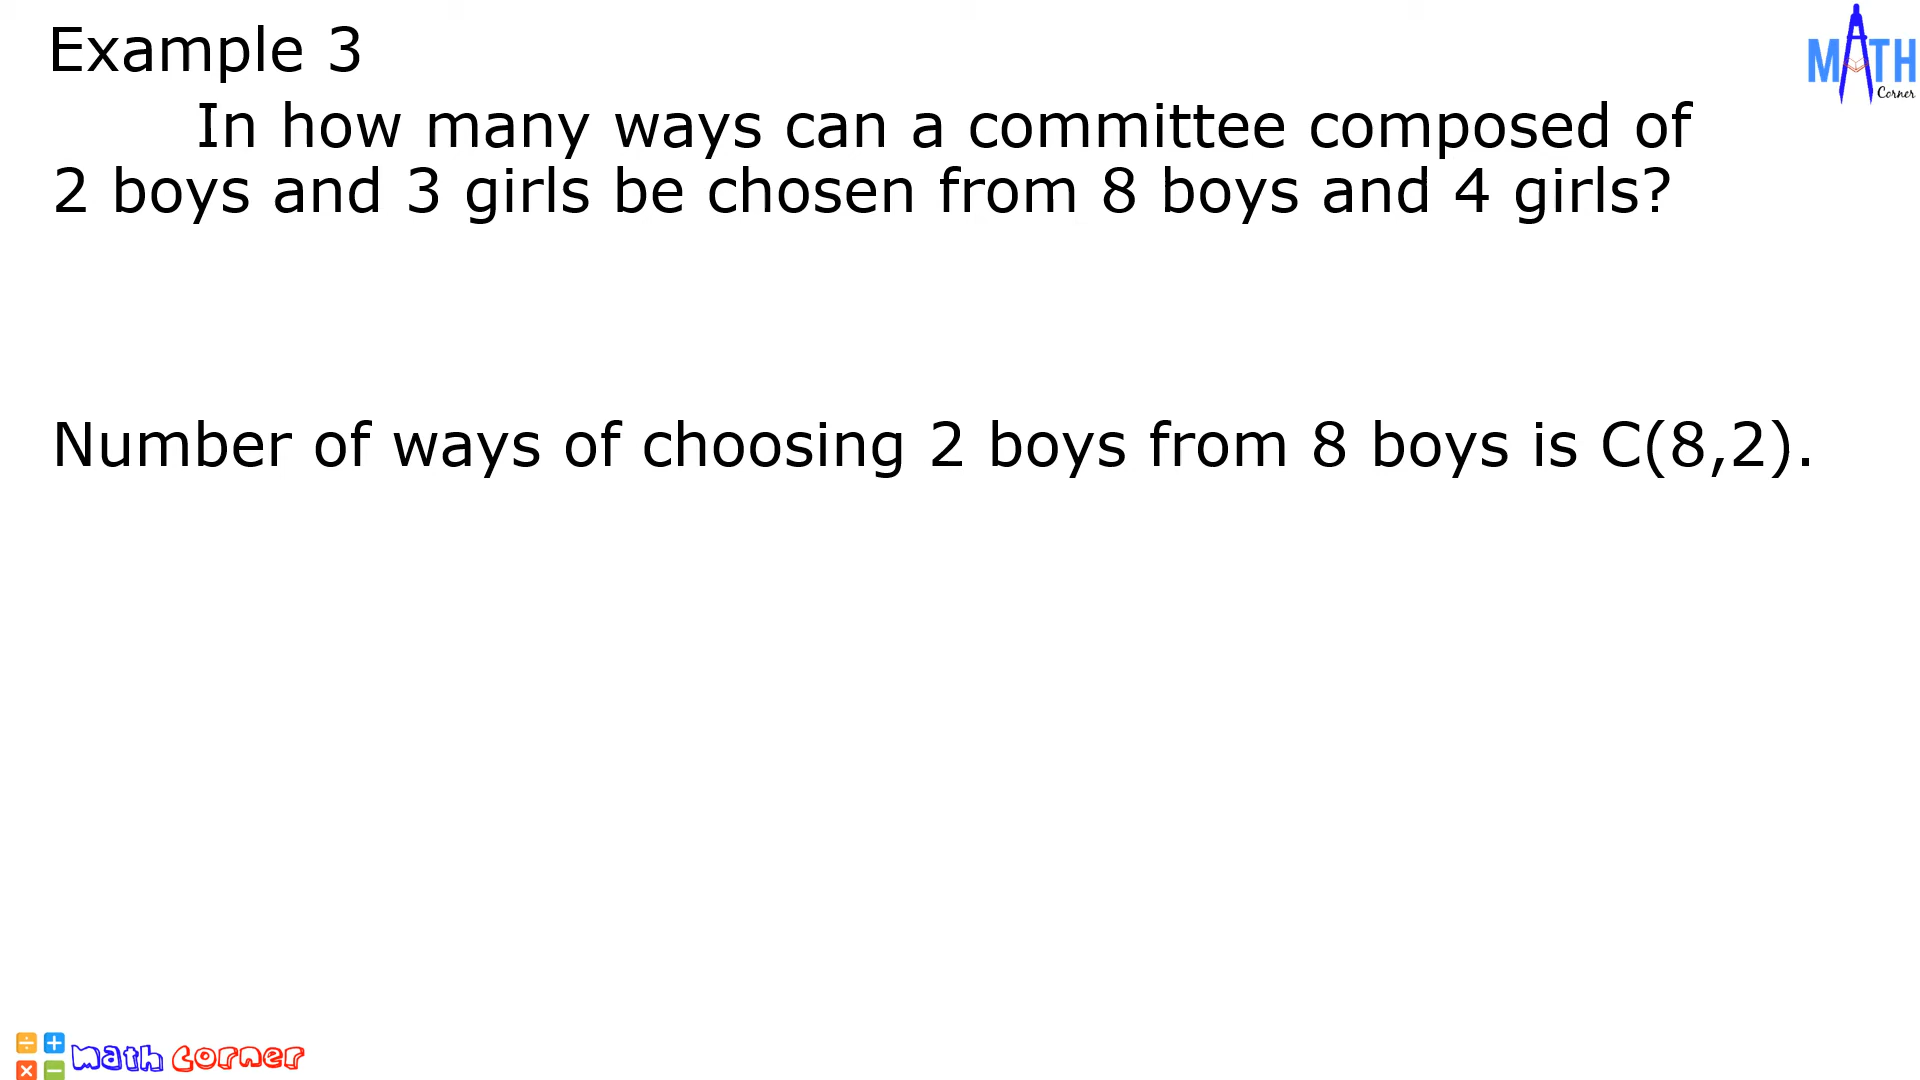 Example 3
MATH
Corner
In how many ways can a committee composed of
2 boys and 3 girls be chosen from 8 boys and 4 girls?
Number of ways of choosing 2 boys from 8 boys is C(8,2).
÷ +
× −
math corner